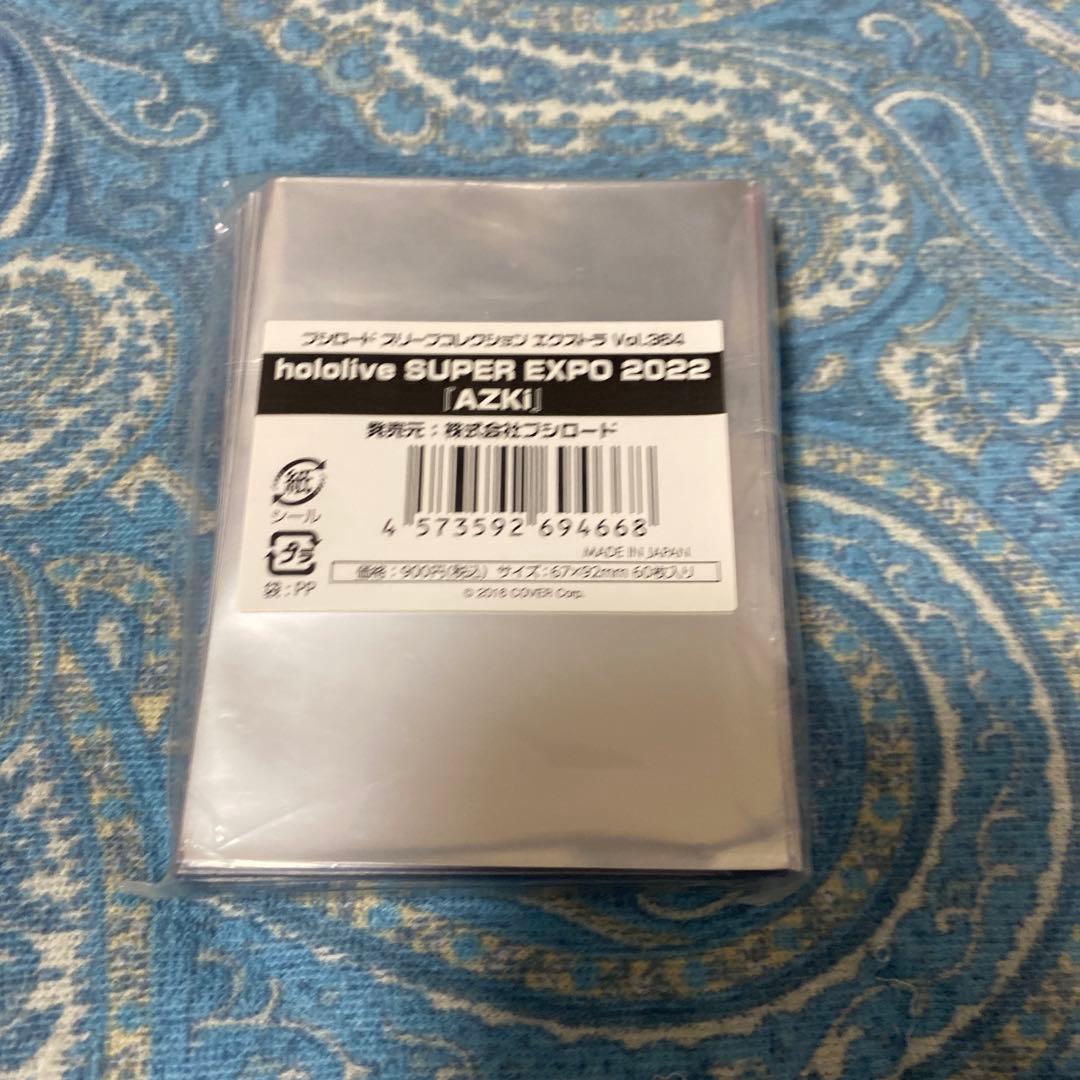 ブシロード スリーブコレクション エクストラ Vol.364
hololive SUPER EXPO 2022
『AZKi』
発売元：株式会社ブシロード
紙
シール
プラ
袋：PP
4 573592 694668
MADE IN JAPAN
価格：900円(税込) サイズ：67×92mm 60枚入り
© 2016 COVER Corp.